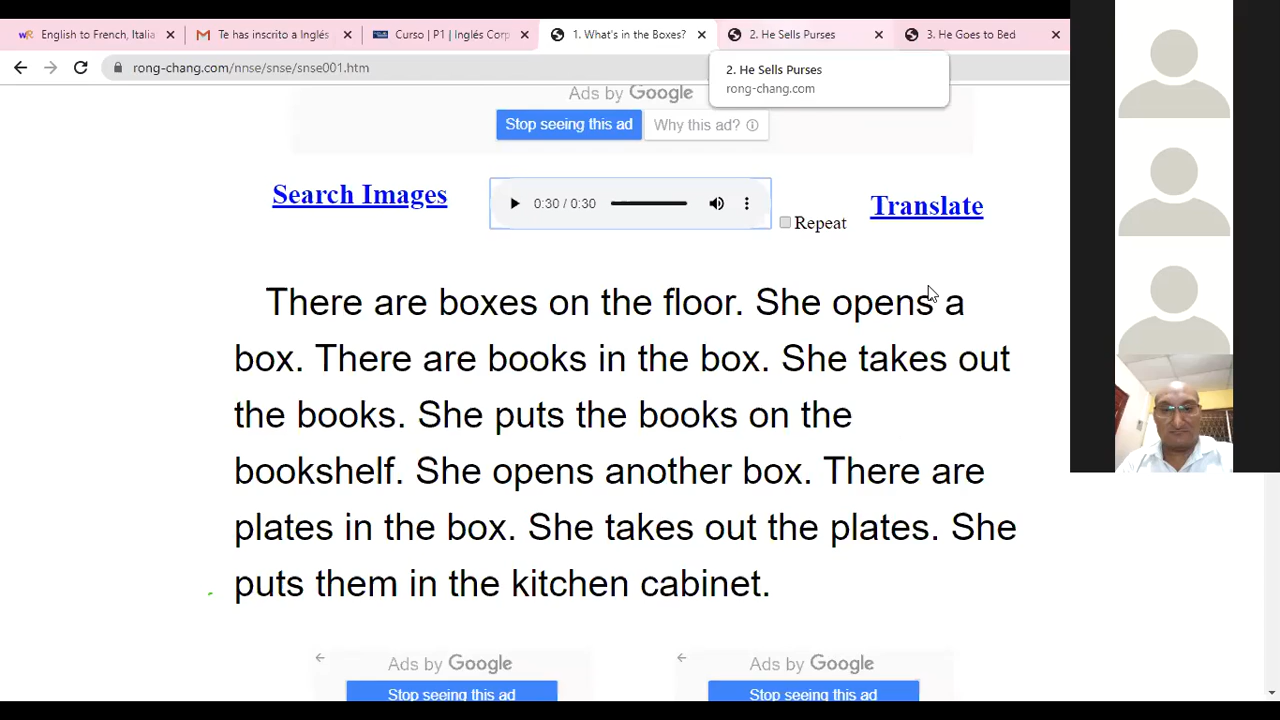 English to French, Italia
Te has inscrito a Inglés
Curso | P1 | Inglés Corp
1. What's in the Boxes?
2. He Sells Purses
3. He Goes to Bed
rong-chang.com/nnse/snse/snse001.htm
2. He Sells Purses
rong-chang.com
Ads by Google
Stop seeing this ad
Why this ad?
Search Images
0:30 / 0:30
Repeat
Translate
There are boxes on the floor. She opens a
box. There are books in the box. She takes out
the books. She puts the books on the
bookshelf. She opens another box. There are
plates in the box. She takes out the plates. She
puts them in the kitchen cabinet.
Ads by Google
Stop seeing this ad
Ads by Google
Stop seeing this ad